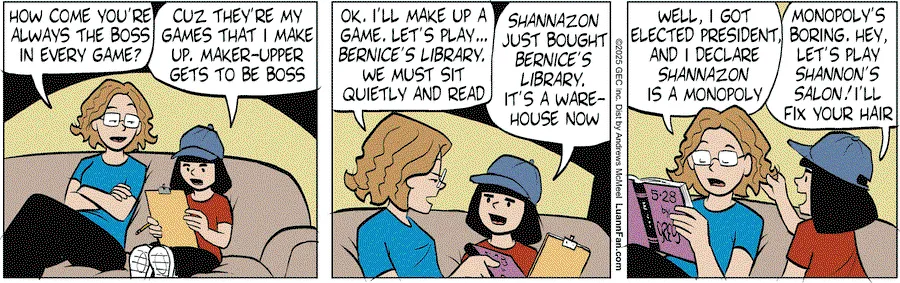 HOW COME YOU'RE
ALWAYS THE BOSS
IN EVERY GAME?
CUZ THEY'RE MY
GAMES THAT I MAKE
UP. MAKER-UPPER
GETS TO BE BOSS
OK. I'LL MAKE UP A
GAME. LET'S PLAY...
BERNICE'S LIBRARY.
WE MUST SIT
QUIETLY AND READ
SHANNAZON
JUST BOUGHT
BERNICE'S
LIBRARY.
IT'S A WARE-
HOUSE NOW
©2025 GEC inc. Dist by Andrews McMeel LuannFan.com
WELL, I GOT
ELECTED PRESIDENT,
AND I DECLARE
SHANNAZON
IS A MONOPOLY
MONOPOLY'S
BORING. HEY,
LET'S PLAY
SHANNON'S
SALON! I'LL
FIX YOUR HAIR
5·28
by
GREG